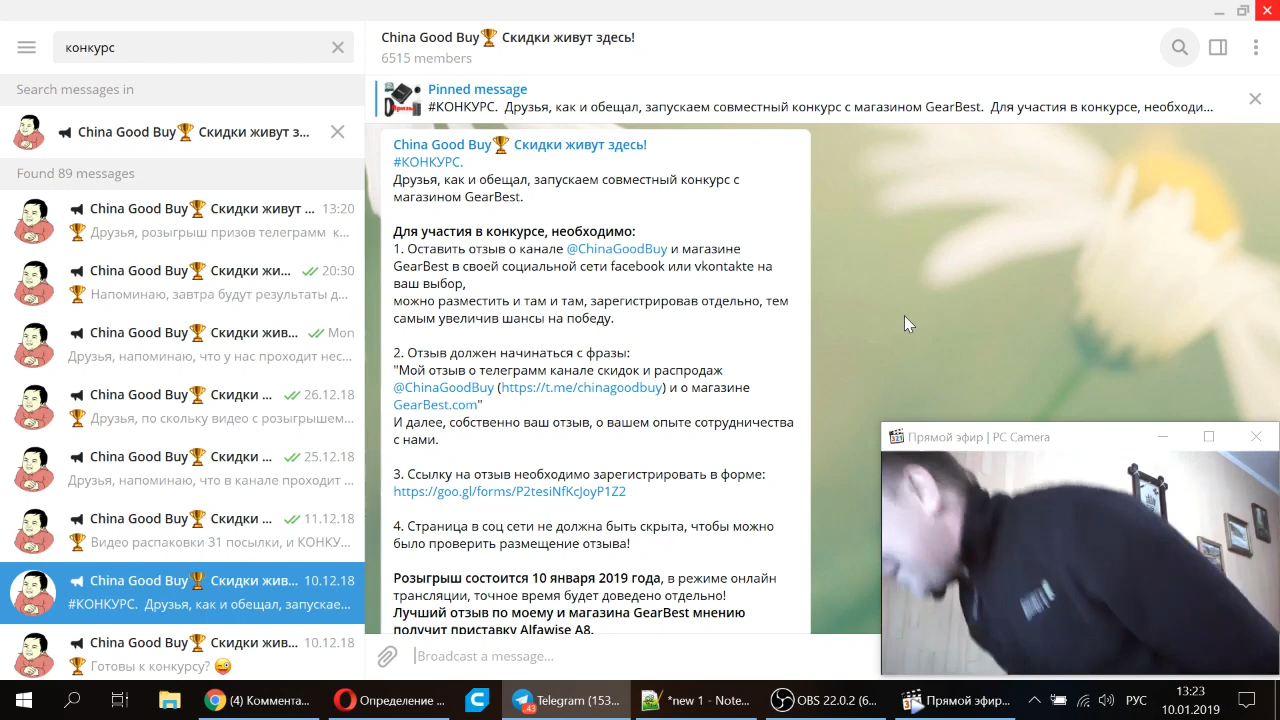 конкурс
Search messages in
China Good Buy🏆 Скидки живут з...
Found 89 messages
China Good Buy🏆 Скидки живут ... 13:20
🏆 Друзья, розыгрыш призов телеграмм к...
China Good Buy🏆 Скидки жи... 20:30
🏆 Напоминаю, завтра будут результаты д...
China Good Buy🏆 Скидки жив... Mon
Друзья, напоминаю, что у нас проходит нес...
China Good Buy🏆 Скидки ... 26.12.18
🏆 Друзья, по скольку видео с розыгрышем...
China Good Buy🏆 Скидки ... 25.12.18
Друзья, напоминаю, что в канале проходит ...
China Good Buy🏆 Скидки ... 11.12.18
🏆 Видео распаковки 31 посылки, и КОНКУ...
China Good Buy🏆 Скидки жив... 10.12.18
#КОНКУРС. Друзья, как и обещал, запускае...
China Good Buy🏆 Скидки жив... 10.12.18
🏆 Готовы к конкурсу? 😜
China Good Buy🏆 Скидки живут здесь!
6515 members
Pinned message
#КОНКУРС. Друзья, как и обещал, запускаем совместный конкурс с магазином GearBest. Для участия в конкурсе, необходи...
China Good Buy🏆 Скидки живут здесь!
#КОНКУРС.
Друзья, как и обещал, запускаем совместный конкурс с
магазином GearBest.
Для участия в конкурсе, необходимо:
1. Оставить отзыв о канале @ChinaGoodBuy и магазине
GearBest в своей социальной сети facebook или vkontakte на
ваш выбор,
можно разместить и там и там, зарегистрировав отдельно, тем
самым увеличив шансы на победу.
2. Отзыв должен начинаться с фразы:
"Мой отзыв о телеграмм канале скидок и распродаж
@ChinaGoodBuy (https://t.me/chinagoodbuy) и о магазине
GearBest.com"
И далее, собственно ваш отзыв, о вашем опыте сотрудничества
с нами.
3. Ссылку на отзыв необходимо зарегистрировать в форме:
https://goo.gl/forms/P2tesiNfKcJoyP1Z2
4. Страница в соц сети не должна быть скрыта, чтобы можно
было проверить размещение отзыва!
Розыгрыш состоится 10 января 2019 года, в режиме онлайн
трансляции, точное время будет доведено отдельно!
Лучший отзыв по моему и магазина GearBest мнению
получит приставку Alfawise A8.
Broadcast a message...
Прямой эфир | PC Camera
(4) Коммента...
Определение ...
Telegram (153...
*new 1 - Note...
OBS 22.0.2 (6...
Прямой эфир...
РУС
13:23
10.01.2019